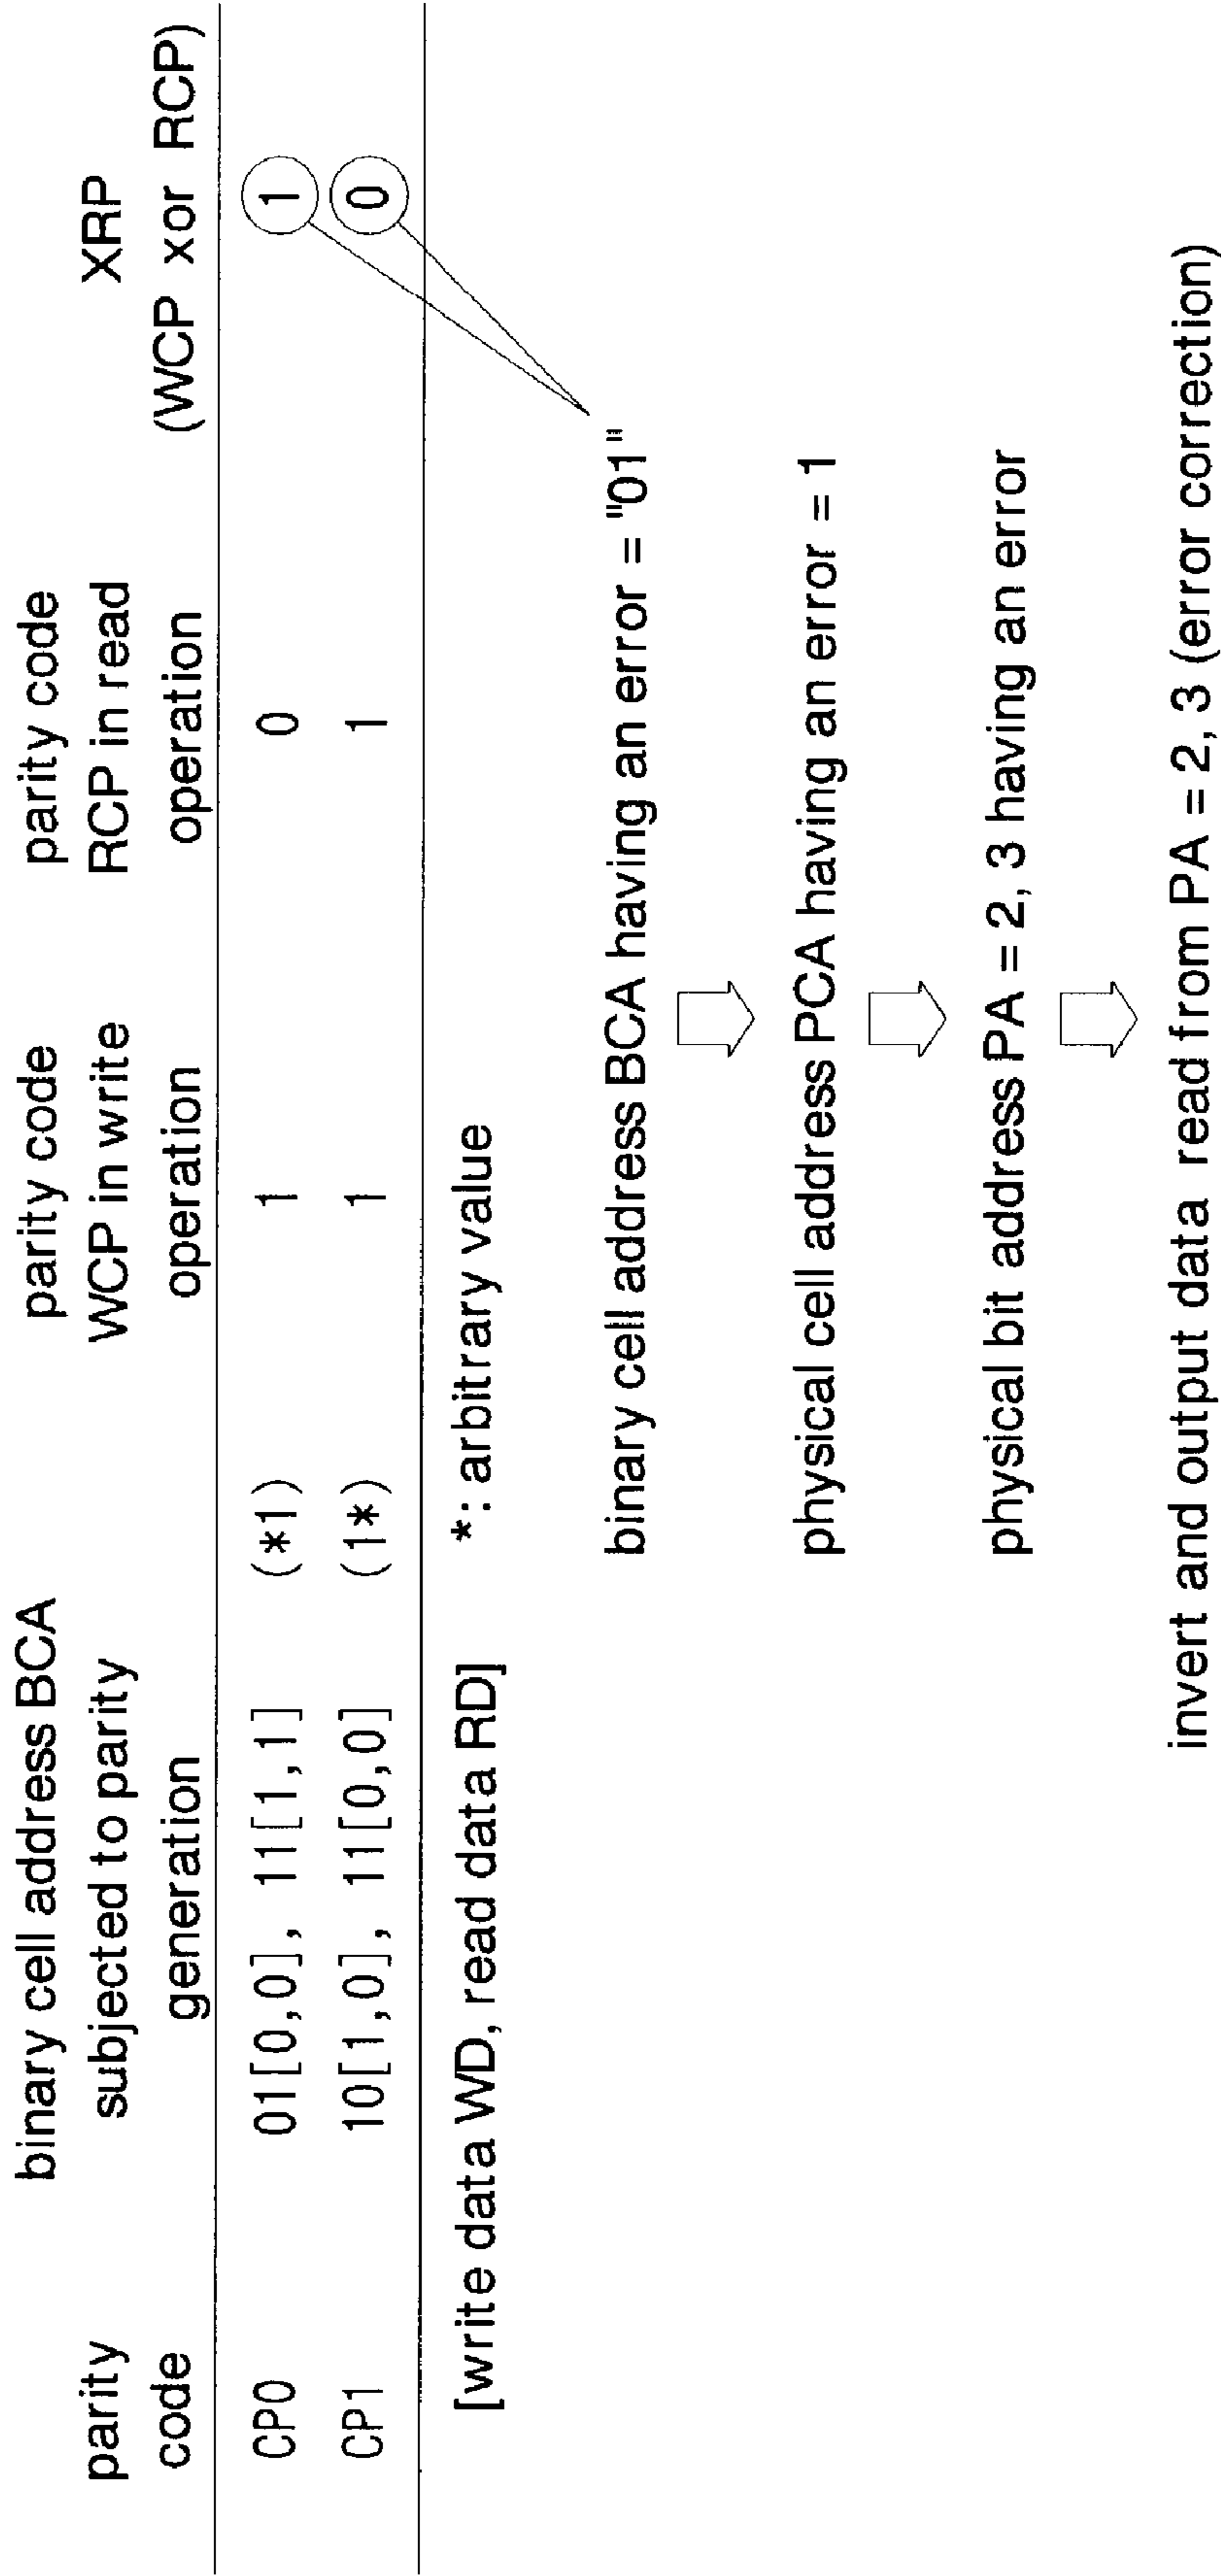 parity code
binary cell address BCA subjected to parity generation
parity code WCP in write operation
parity code RCP in read operation
XRP (WCP xor RCP)
CP0 01[0,0], 11[1,1] (*1) 1 0 1
CP1 10[1,0], 11[0,0] (1*) 1 1 0
[write data WD, read data RD] *: arbitrary value
binary cell address BCA having an error = "01"
physical cell address PCA having an error = 1
physical bit address PA = 2, 3 having an error
invert and output data read from PA = 2, 3 (error correction)